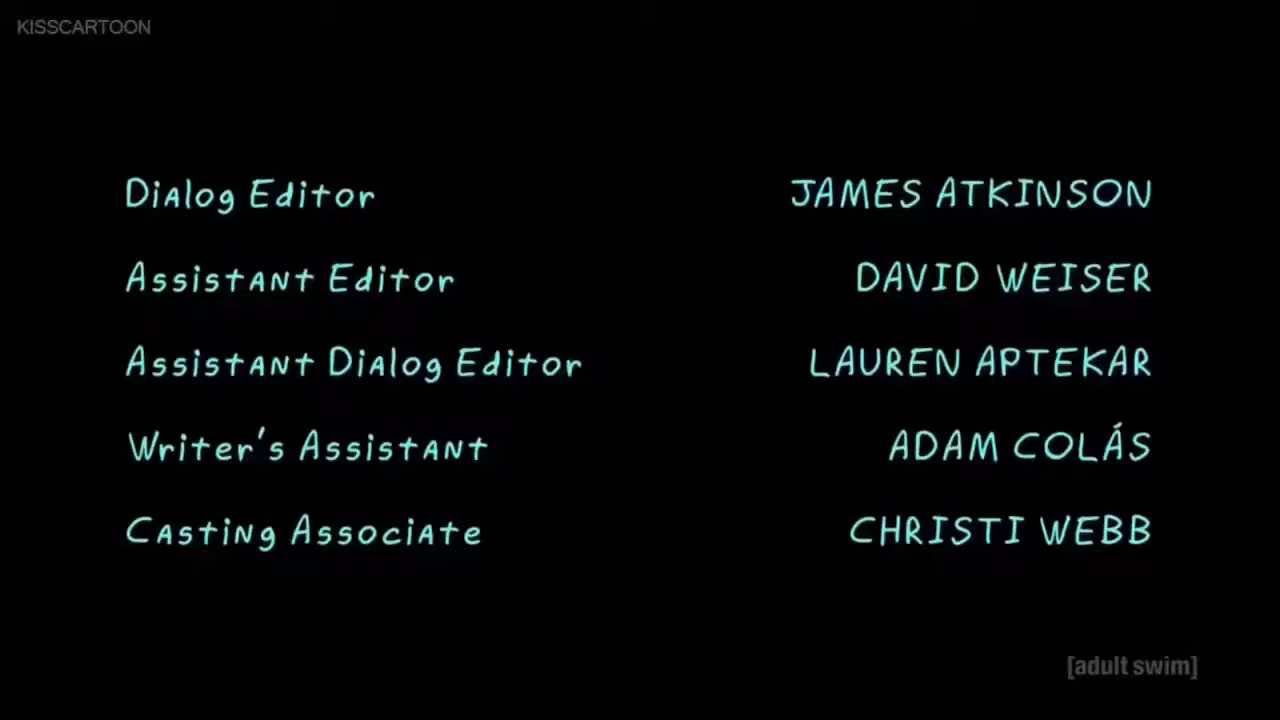 KISSCARTOON
Dialog Editor JAMES ATKINSON
Assistant Editor DAVID WEISER
Assistant Dialog Editor LAUREN APTEKAR
Writer's Assistant ADAM COLÁS
Casting Associate CHRISTI WEBB
[adult swim]